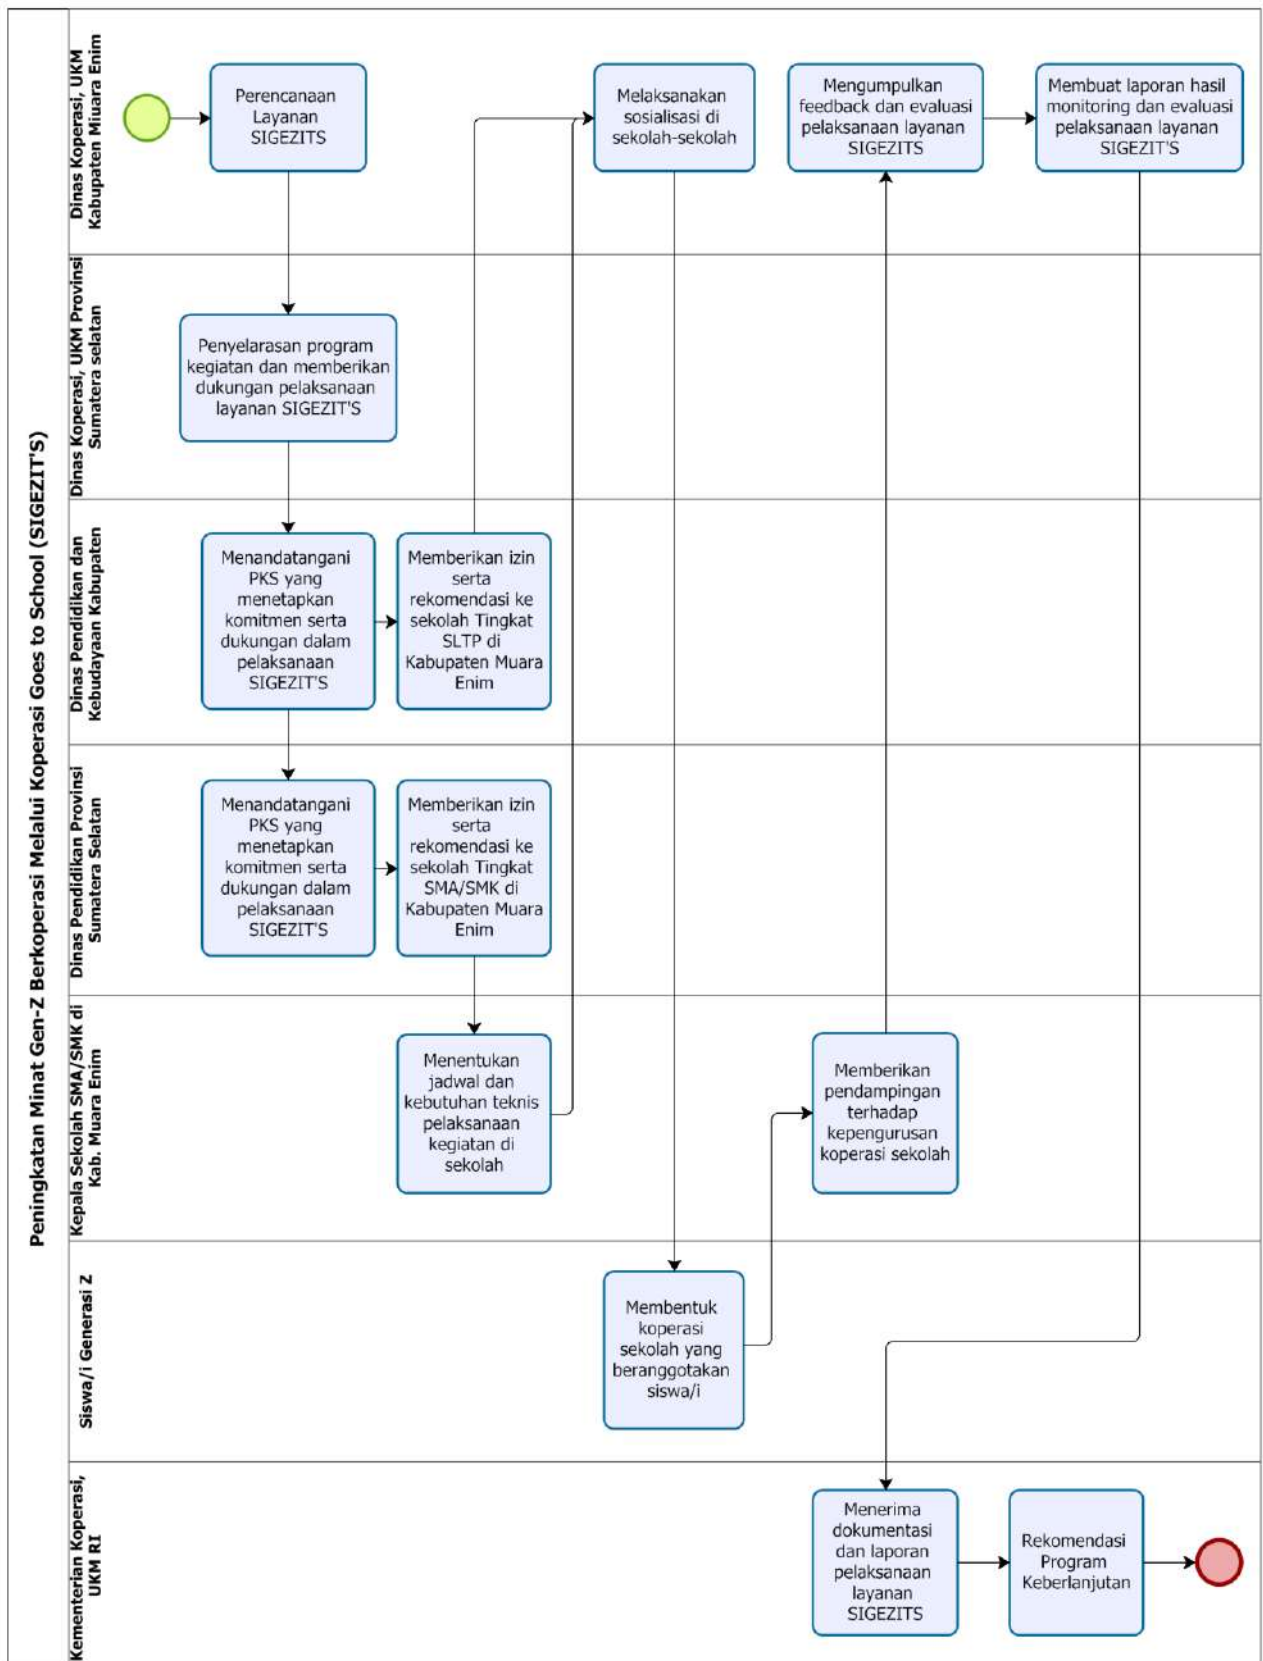 Peningkatan Minat Gen-Z Berkoperasi Melalui Koperasi Goes to School (SIGEZIT'S)
Dinas Koperasi, UKM
Kabupaten Miuara Enim
Perencanaan
Layanan
SIGEZITS
Melaksanakan
sosialisasi di
sekolah-sekolah
Mengumpulkan
feedback dan evaluasi
pelaksanaan layanan
SIGEZITS
Membuat laporan hasil
monitoring dan evaluasi
pelaksanaan layanan
SIGEZIT'S
Dinas Koperasi, UKM Provinsi
Sumatera selatan
Penyelarasan program
kegiatan dan memberikan
dukungan pelaksanaan
layanan SIGEZIT'S
Dinas Pendidikan dan
Kebudayaan Kabupaten
Menandatangani
PKS yang
menetapkan
komitmen serta
dukungan dalam
pelaksanaan
SIGEZIT'S
Memberikan izin
serta
rekomendasi ke
sekolah Tingkat
SLTP di
Kabupaten Muara
Enim
Dinas Pendidikan Provinsi
Sumatera Selatan
Menandatangani
PKS yang
menetapkan
komitmen serta
dukungan dalam
pelaksanaan
SIGEZIT'S
Memberikan izin
serta
rekomendasi ke
sekolah Tingkat
SMA/SMK di
Kabupaten Muara
Enim
Kepala Sekolah SMA/SMK di
Kab. Muara Enim
Menentukan
jadwal dan
kebutuhan teknis
pelaksanaan
kegiatan di
sekolah
Memberikan
pendampingan
terhadap
kepengurusan
koperasi sekolah
Siswa/i Generasi Z
Membentuk
koperasi
sekolah yang
beranggotakan
siswa/i
Kementerian Koperasi,
UKM RI
Menerima
dokumentasi
dan laporan
pelaksanaan
layanan
SIGEZITS
Rekomendasi
Program
Keberlanjutan